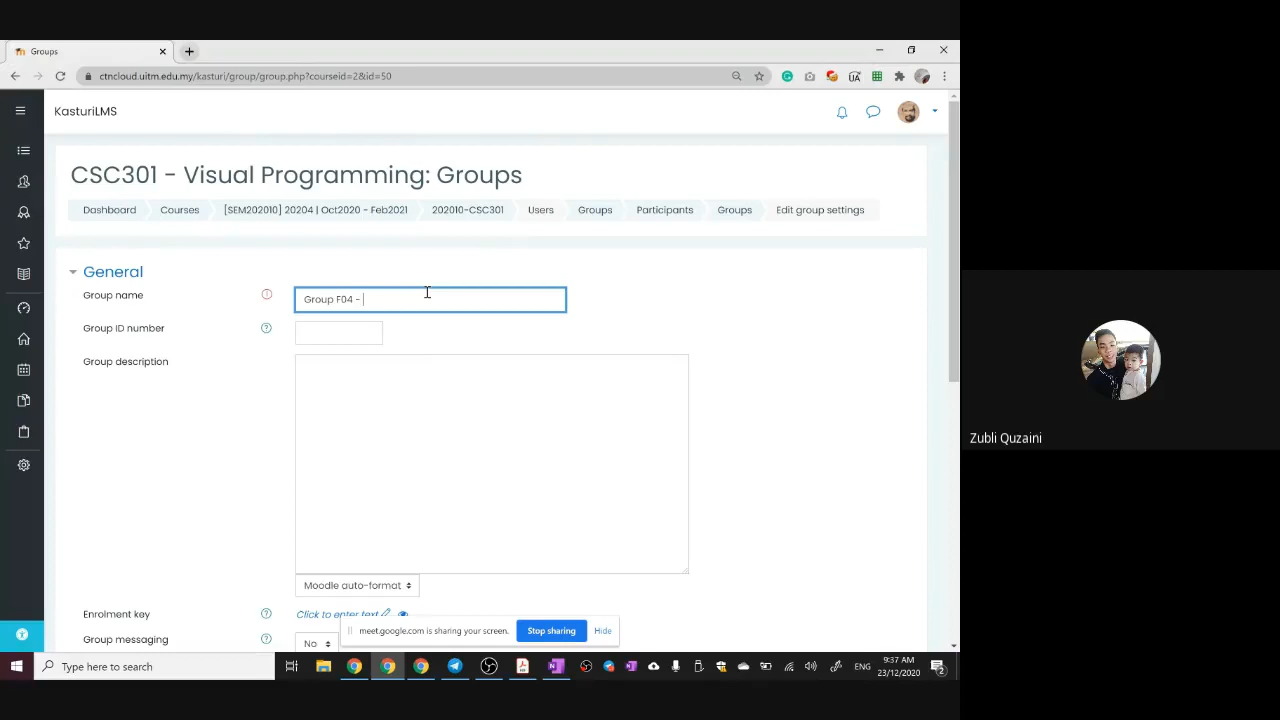 Groups
ctncloud.uitm.edu.my/kasturi/group/group.php?courseid=2&id=50
KasturiLMS
CSC301 - Visual Programming: Groups
Dashboard Courses [SEM202010] 20204 | Oct2020 - Feb2021 202010-CSC301 Users Groups Participants Groups Edit group settings
General
Group name Group F04 -
Group ID number
Group description
Moodle auto-format
Enrolment key Click to enter text
Group messaging No
meet.google.com is sharing your screen. Stop sharing Hide
Type here to search
ENG
9:37 AM
23/12/2020
2
Zubli Quzaini